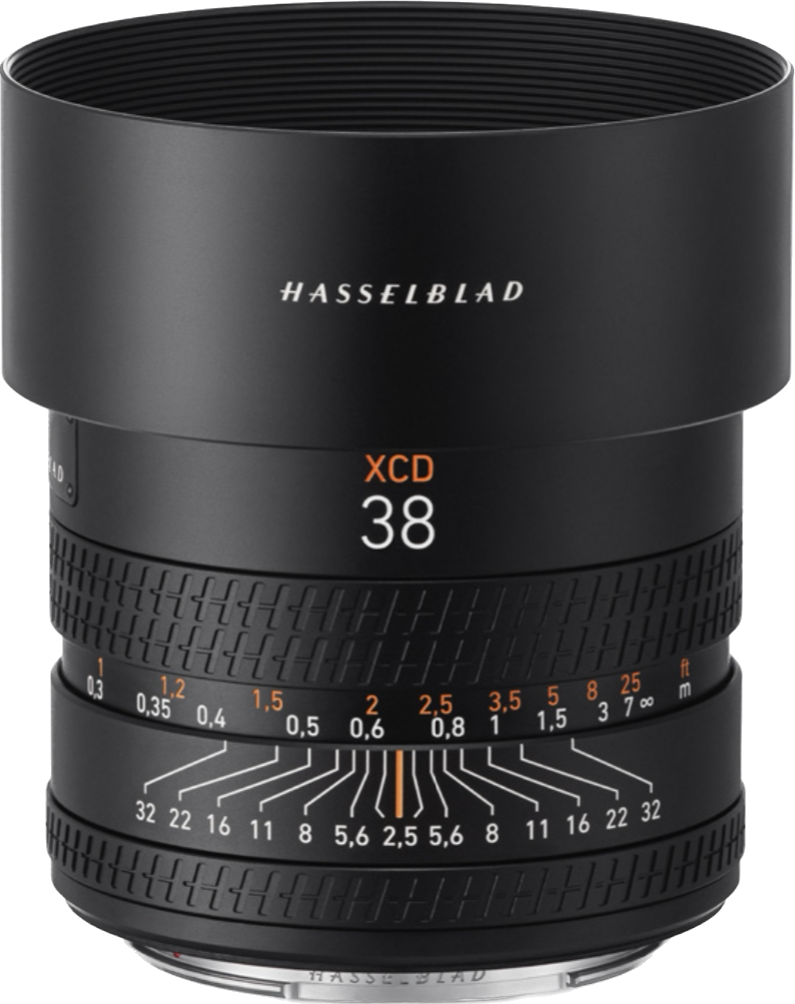 HASSELBLAD
XCD
38
1 1,2 1,5 2 2,5 3,5 5 8 25 ft
0,3 0,35 0,4 0,5 0,6 0,8 1 1,5 3 7 ∞ m
32 22 16 11 8 5,6 2,5 5,6 8 11 16 22 32
HASSELBLAD